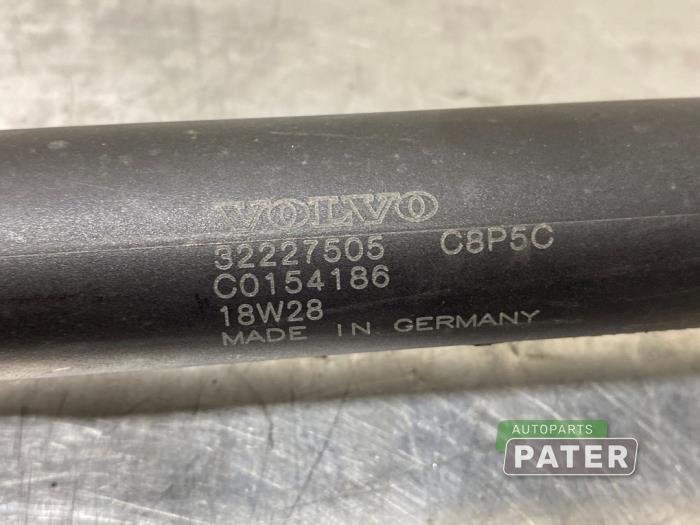 VOLVO
32227505 C8P5C
C0154186
18W28
MADE IN GERMANY
AUTOPARTS
PATER